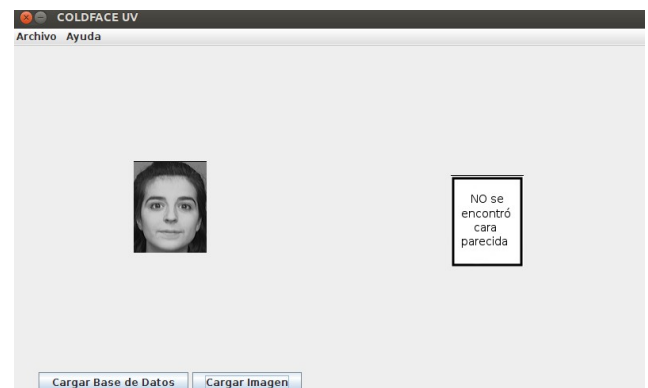 COLDFACE UV
Archivo Ayuda
NO se
encontró
cara
parecida
Cargar Base de Datos Cargar Imagen